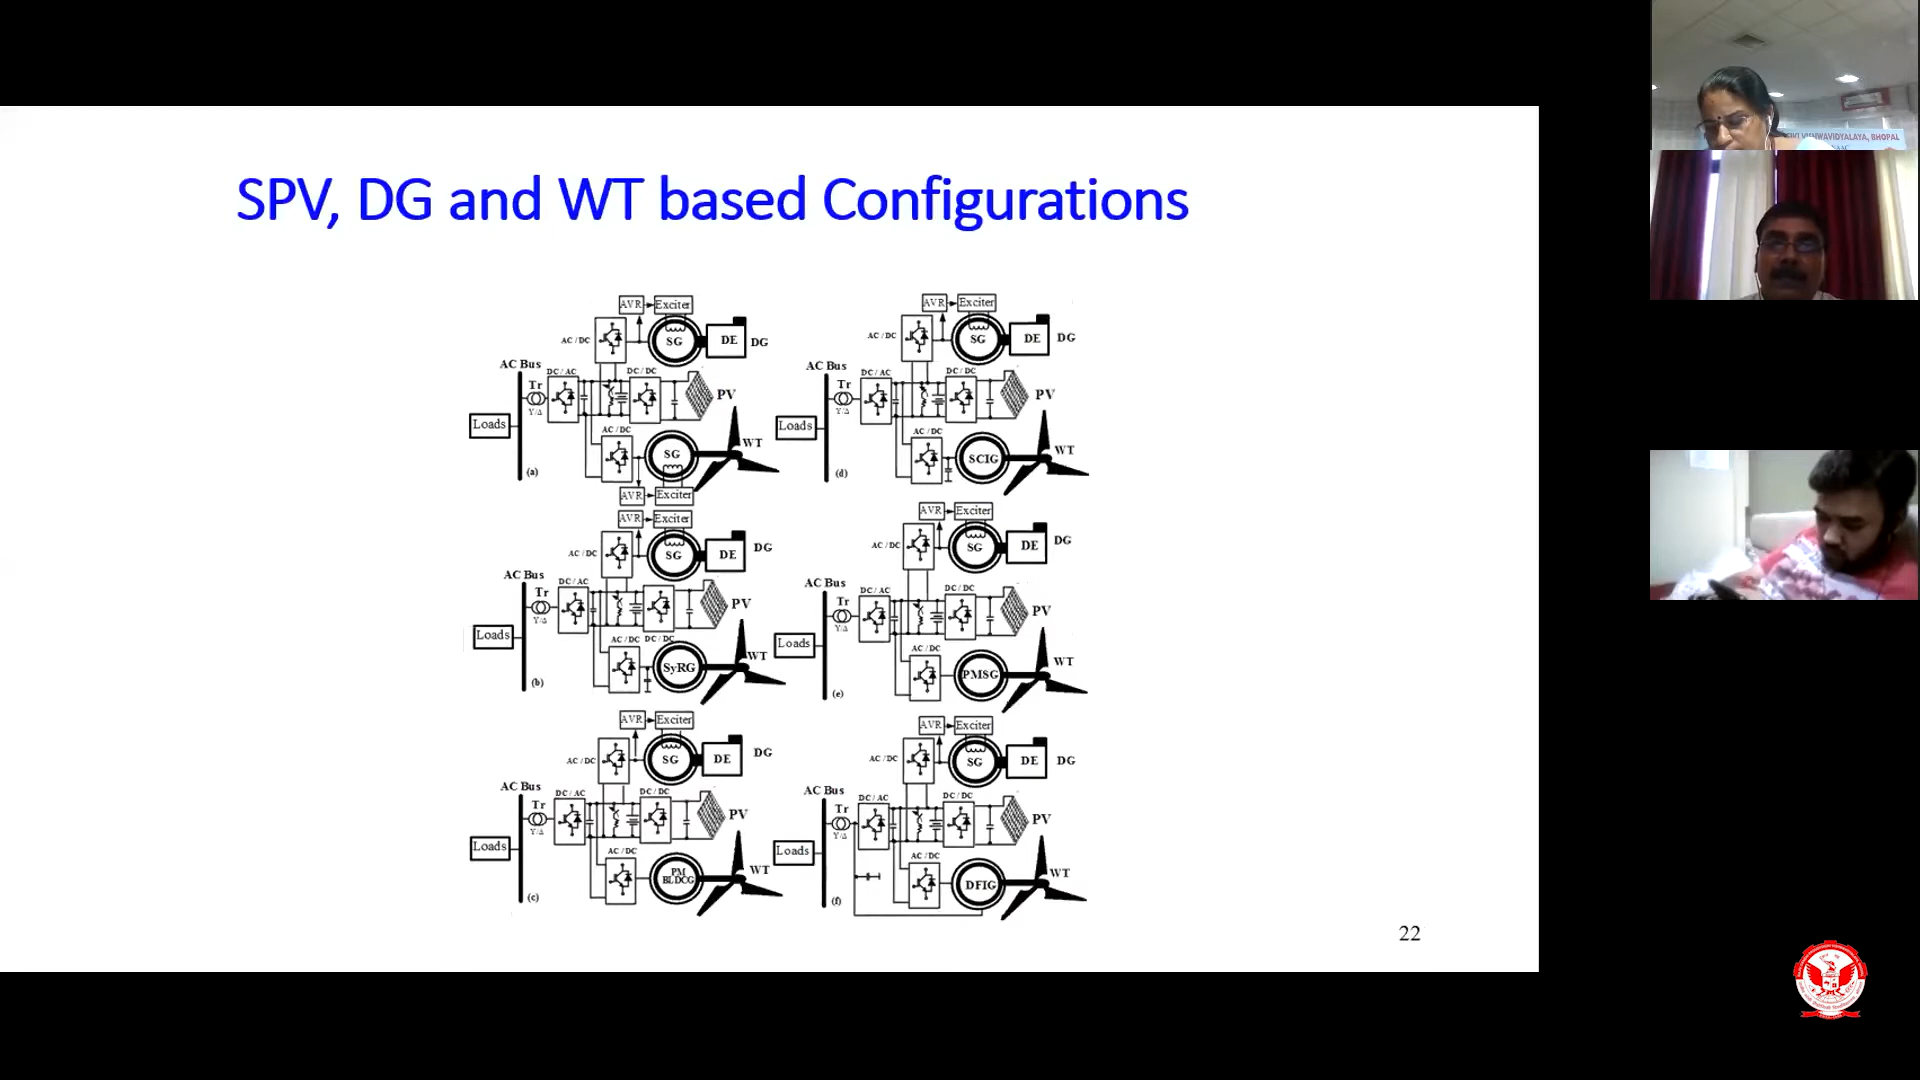 SPV, DG and WT based Configurations
AVR Exciter
AC / DC SG DE DG
AC Bus
Tr DC / AC DC / DC
Y/Δ PV
Loads AC / DC
SG WT
(a)
AVR Exciter
AVR Exciter
AC / DC SG DE DG
AC Bus
Tr DC / AC
Y/Δ PV
Loads AC / DC DC / DC
SyRG WT
(b)
AVR Exciter
AC / DC SG DE DG
AC Bus
Tr DC / AC DC / DC
Y/Δ PV
Loads AC / DC
PM
BLDCG WT
(c)
AVR Exciter
AC / DC SG DE DG
AC Bus
Tr DC / AC DC / DC
Y/Δ PV
Loads AC / DC
SCIG WT
(d)
AVR Exciter
AC / DC SG DE DG
AC Bus
Tr DC / AC DC / DC
Y/Δ PV
Loads AC / DC
PMSG WT
(e)
AVR Exciter
AC / DC SG DE DG
AC Bus
Tr DC / AC DC / DC
Y/Δ PV
Loads AC / DC
DFIG WT
(f)
22
VISHWAVIDYALAYA, BHOPAL